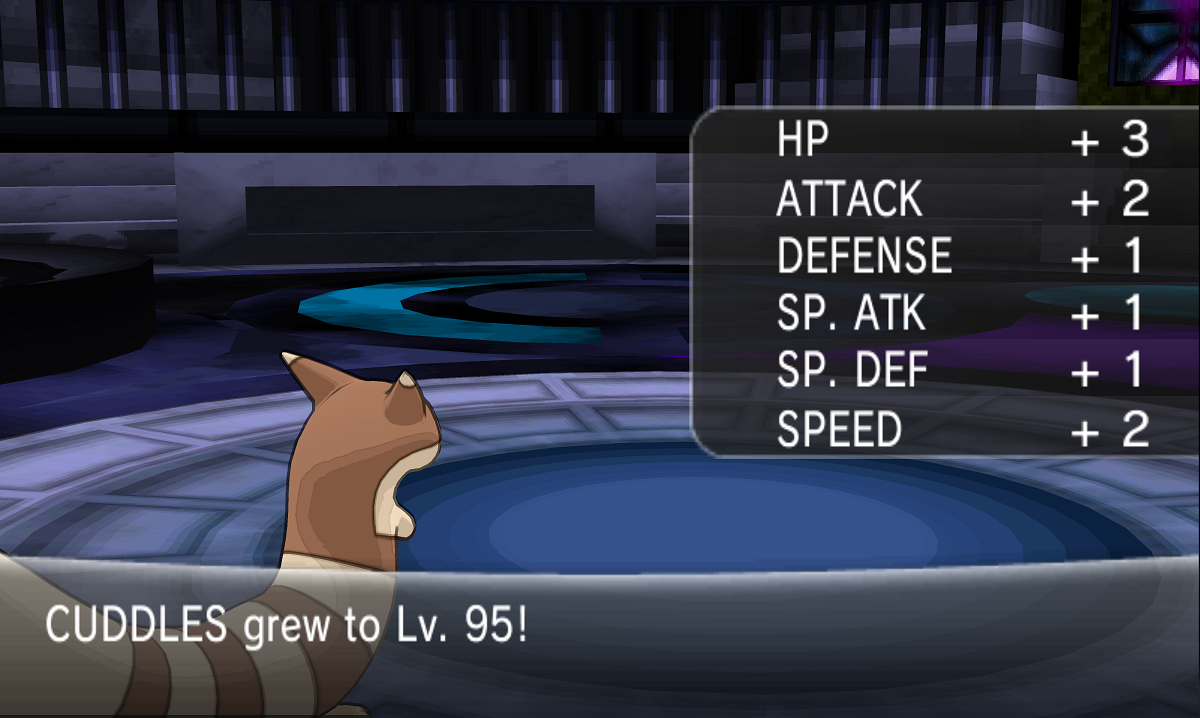 HP + 3
ATTACK + 2
DEFENSE + 1
SP. ATK + 1
SP. DEF + 1
SPEED + 2
CUDDLES grew to Lv. 95!